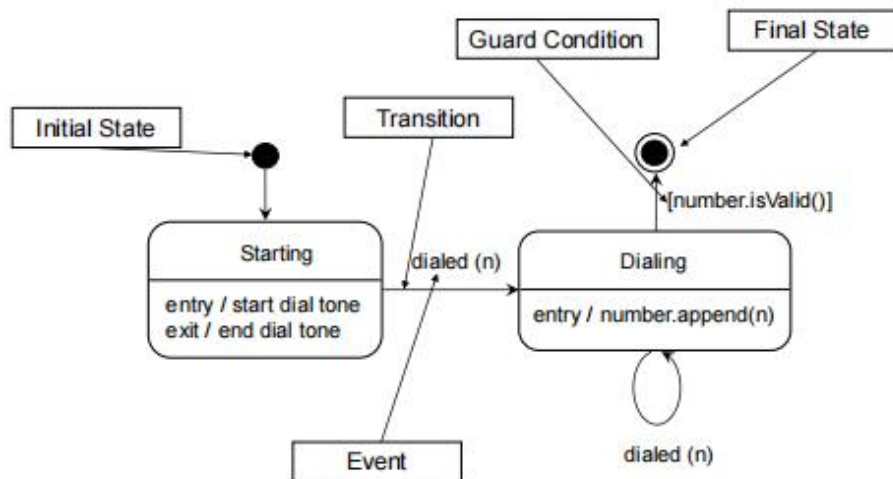 Guard Condition
Final State
Initial State
Transition
[number.isValid()]
Starting
dialed (n)
Dialing
entry / start dial tone
exit / end dial tone
entry / number.append(n)
Event
dialed (n)